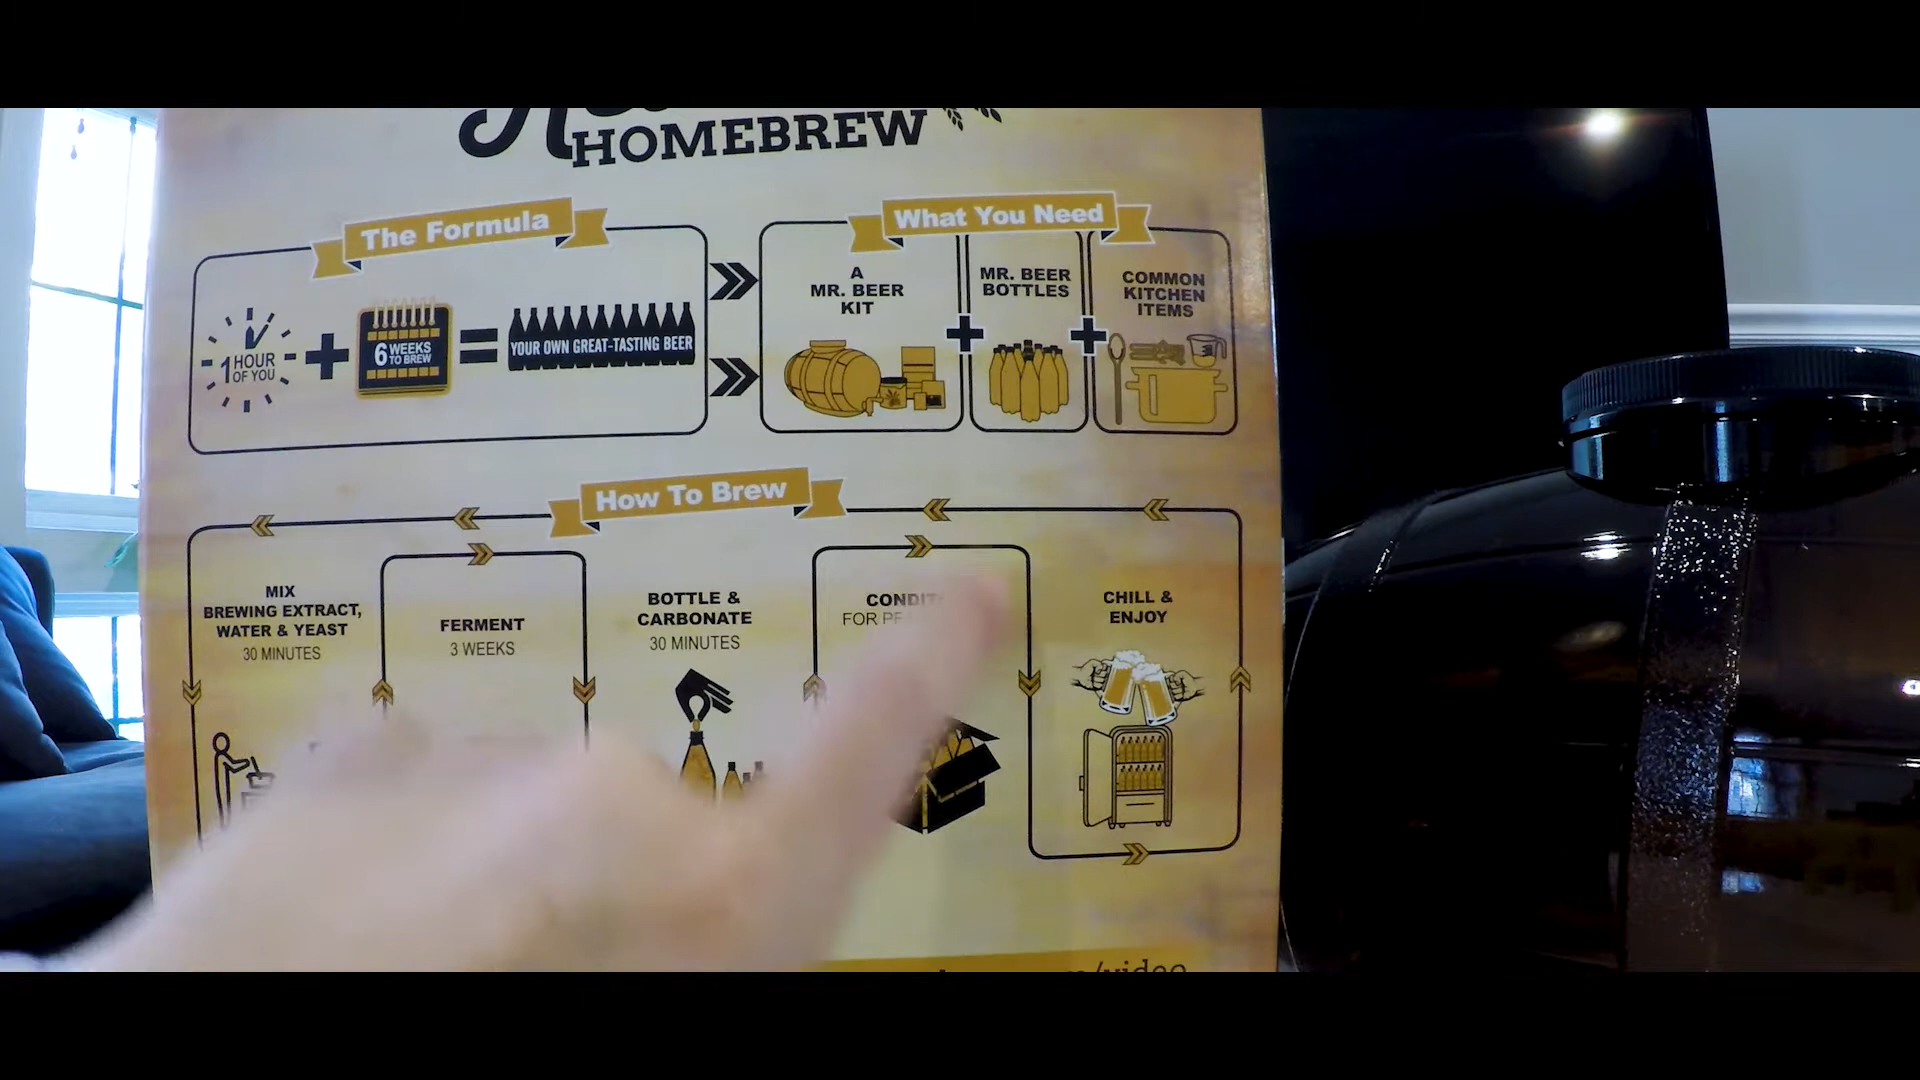 HOMEBREW
The Formula
1 HOUR
OF YOU
6 WEEKS
TO BREW
YOUR OWN GREAT-TASTING BEER
What You Need
A
MR. BEER
KIT
MR. BEER
BOTTLES
COMMON
KITCHEN
ITEMS
How To Brew
MIX
BREWING EXTRACT,
WATER & YEAST
30 MINUTES
FERMENT
3 WEEKS
BOTTLE &
CARBONATE
30 MINUTES
FOR
CHILL &
ENJOY